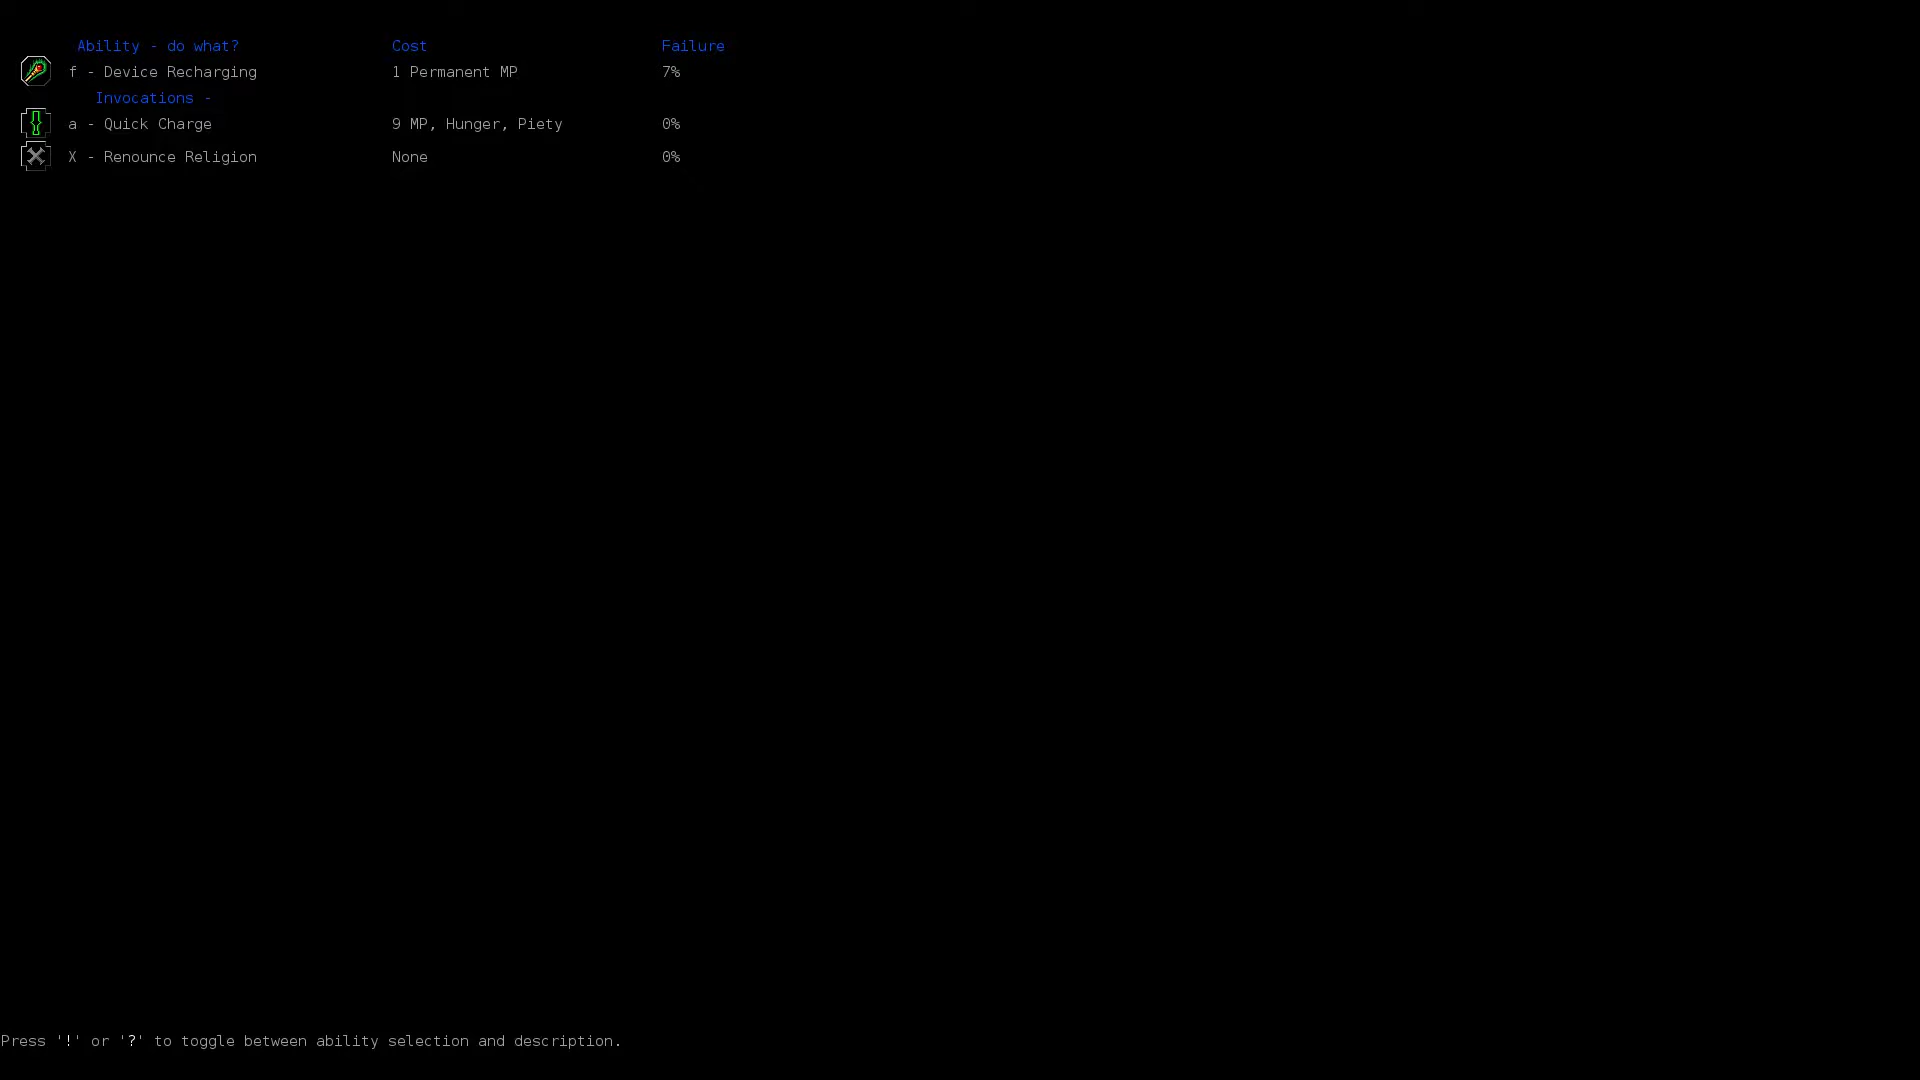 Ability - do what? Cost Failure
f - Device Recharging 1 Permanent MP 7%
Invocations -
a - Quick Charge 9 MP, Hunger, Piety 0%
X - Renounce Religion None 0%
Press '!' or '?' to toggle between ability selection and description.